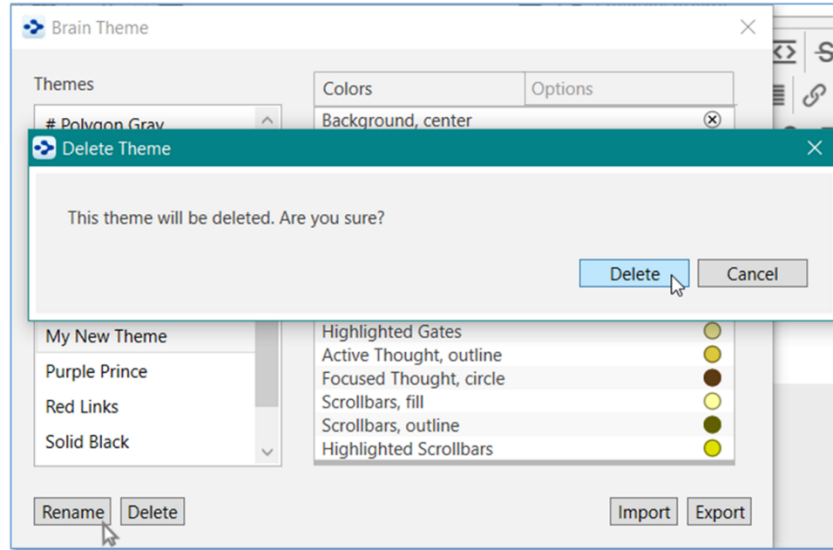 Brain Theme
Themes
Colors
Options
# Polygon Gray
Background, center
Delete Theme
This theme will be deleted. Are you sure?
Delete
Cancel
My New Theme
Purple Prince
Red Links
Solid Black
Highlighted Gates
Active Thought, outline
Focused Thought, circle
Scrollbars, fill
Scrollbars, outline
Highlighted Scrollbars
Rename
Delete
Import
Export